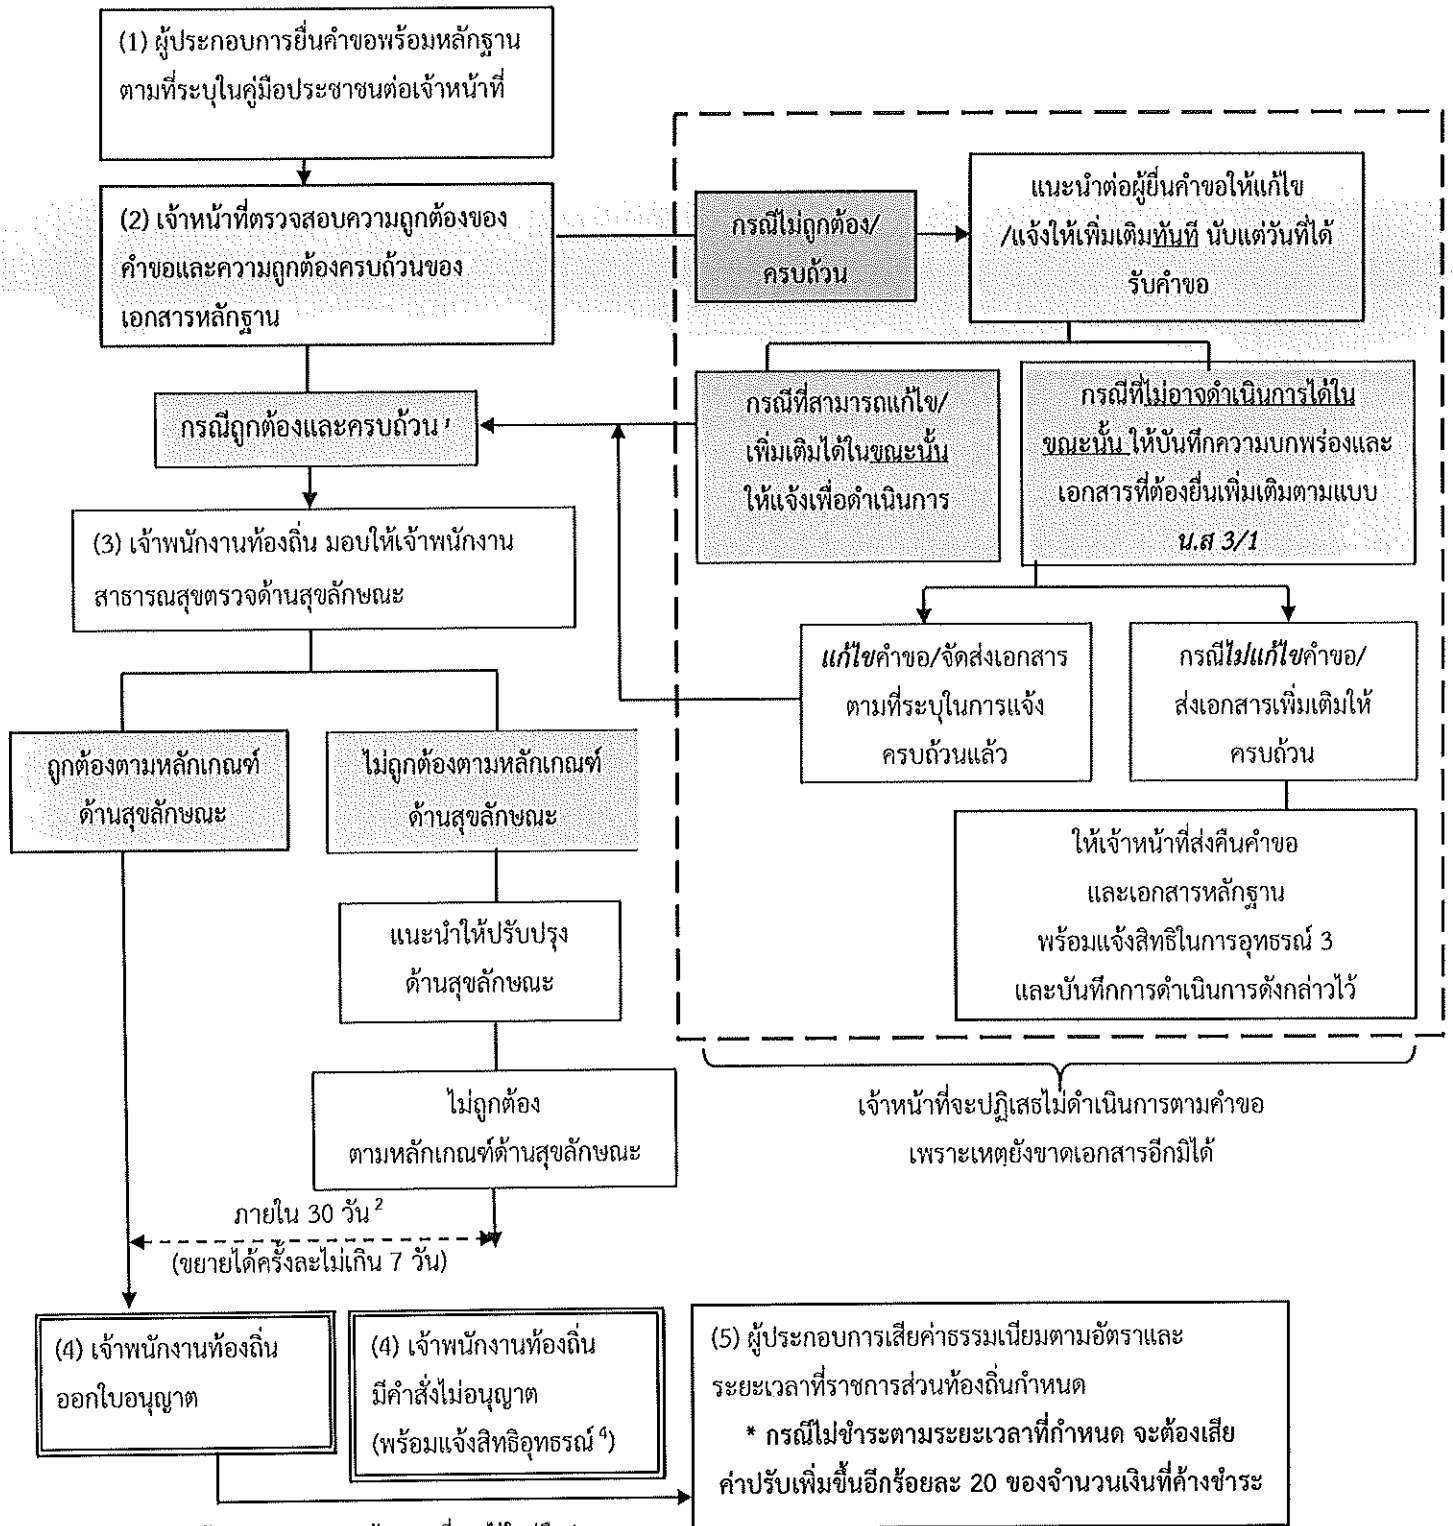 (1) ผู้ประกอบการยื่นคำขอพร้อมหลักฐาน
ตามที่ระบุในคู่มือประชาชนต่อเจ้าหน้าที่
(2) เจ้าหน้าที่ตรวจสอบความถูกต้องของ
คำขอและความถูกต้องครบถ้วนของ
เอกสารหลักฐาน
กรณีไม่ถูกต้อง/
ครบถ้วน
แนะนำต่อผู้ยื่นคำขอให้แก้ไข
/แจ้งให้เพิ่มเติมทันที นับแต่วันที่ได้
รับคำขอ
กรณีถูกต้องและครบถ้วน
กรณีที่สามารถแก้ไข/
เพิ่มเติมได้ในขณะนั้น
ให้แจ้งเพื่อดำเนินการ
กรณีที่ไม่อาจดำเนินการได้ใน
ขณะนั้น ให้บันทึกความบกพร่องและ
เอกสารที่ต้องยื่นเพิ่มเติมตามแบบ
น.ส 3/1
(3) เจ้าพนักงานท้องถิ่น มอบให้เจ้าพนักงาน
สาธารณสุขตรวจด้านสุขลักษณะ
แก้ไขคำขอ/จัดส่งเอกสาร
ตามที่ระบุในการแจ้ง
ครบถ้วนแล้ว
กรณีไม่แก้ไขคำขอ/
ส่งเอกสารเพิ่มเติมให้
ครบถ้วน
ถูกต้องตามหลักเกณฑ์
ด้านสุขลักษณะ
ไม่ถูกต้องตามหลักเกณฑ์
ด้านสุขลักษณะ
ให้เจ้าหน้าที่ส่งคืนคำขอ
และเอกสารหลักฐาน
พร้อมแจ้งสิทธิในการอุทธรณ์ 3
และบันทึกการดำเนินการดังกล่าวไว้
แนะนำให้ปรับปรุง
ด้านสุขลักษณะ
ไม่ถูกต้อง
ตามหลักเกณฑ์ด้านสุขลักษณะ
เจ้าหน้าที่จะปฏิเสธไม่ดำเนินการตามคำขอ
เพราะเหตุยังขาดเอกสารอีกมิได้
ภายใน 30 วัน ²
(ขยายได้ครั้งละไม่เกิน 7 วัน)
(4) เจ้าพนักงานท้องถิ่น
ออกใบอนุญาต
(4) เจ้าพนักงานท้องถิ่น
มีคำสั่งไม่อนุญาต
(พร้อมแจ้งสิทธิอุทธรณ์ ⁴)
(5) ผู้ประกอบการเสียค่าธรรมเนียมตามอัตราและ
ระยะเวลาที่ราชการส่วนท้องถิ่นกำหนด
* กรณีไม่ชำระตามระยะเวลาที่กำหนด จะต้องเสีย
ค่าปรับเพิ่มขึ้นอีกร้อยละ 20 ของจำนวนเงินที่ค้างชำระ